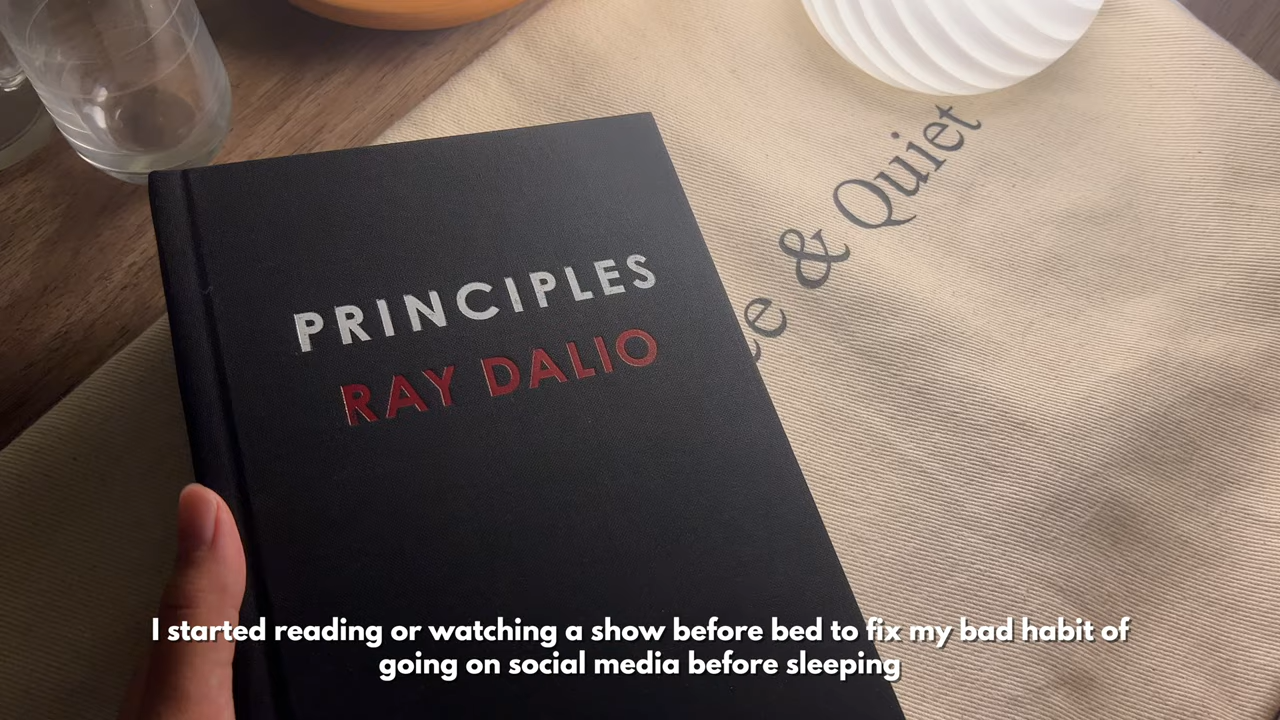 PRINCIPLES
RAY DALIO
& Quiet
I started reading or watching a show before bed to fix my bad habit of
going on social media before sleeping